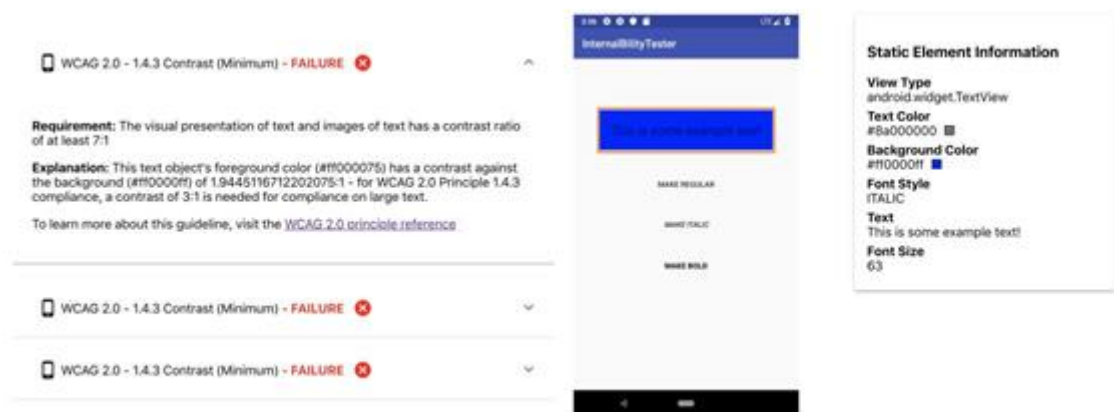 WCAG 2.0 - 1.4.3 Contrast (Minimum) - FAILURE
Requirement: The visual presentation of text and images of text has a contrast ratio
of at least 7:1
Explanation: This text object's foreground color (#ff000075) has a contrast against
the background (#ff0000ff) of 1.9445116712202075:1 - for WCAG 2.0 Principle 1.4.3
compliance, a contrast of 3:1 is needed for compliance on large text.
To learn more about this guideline, visit the WCAG 2.0 principle reference
WCAG 2.0 - 1.4.3 Contrast (Minimum) - FAILURE
WCAG 2.0 - 1.4.3 Contrast (Minimum) - FAILURE
InternalBilityTester
This is some example text!
MAKE REGULAR
MAKE ITALIC
MAKE BOLD
Static Element Information
View Type
android.widget.TextView
Text Color
#8a000000
Background Color
#ff0000ff
Font Style
ITALIC
Text
This is some example text!
Font Size
63